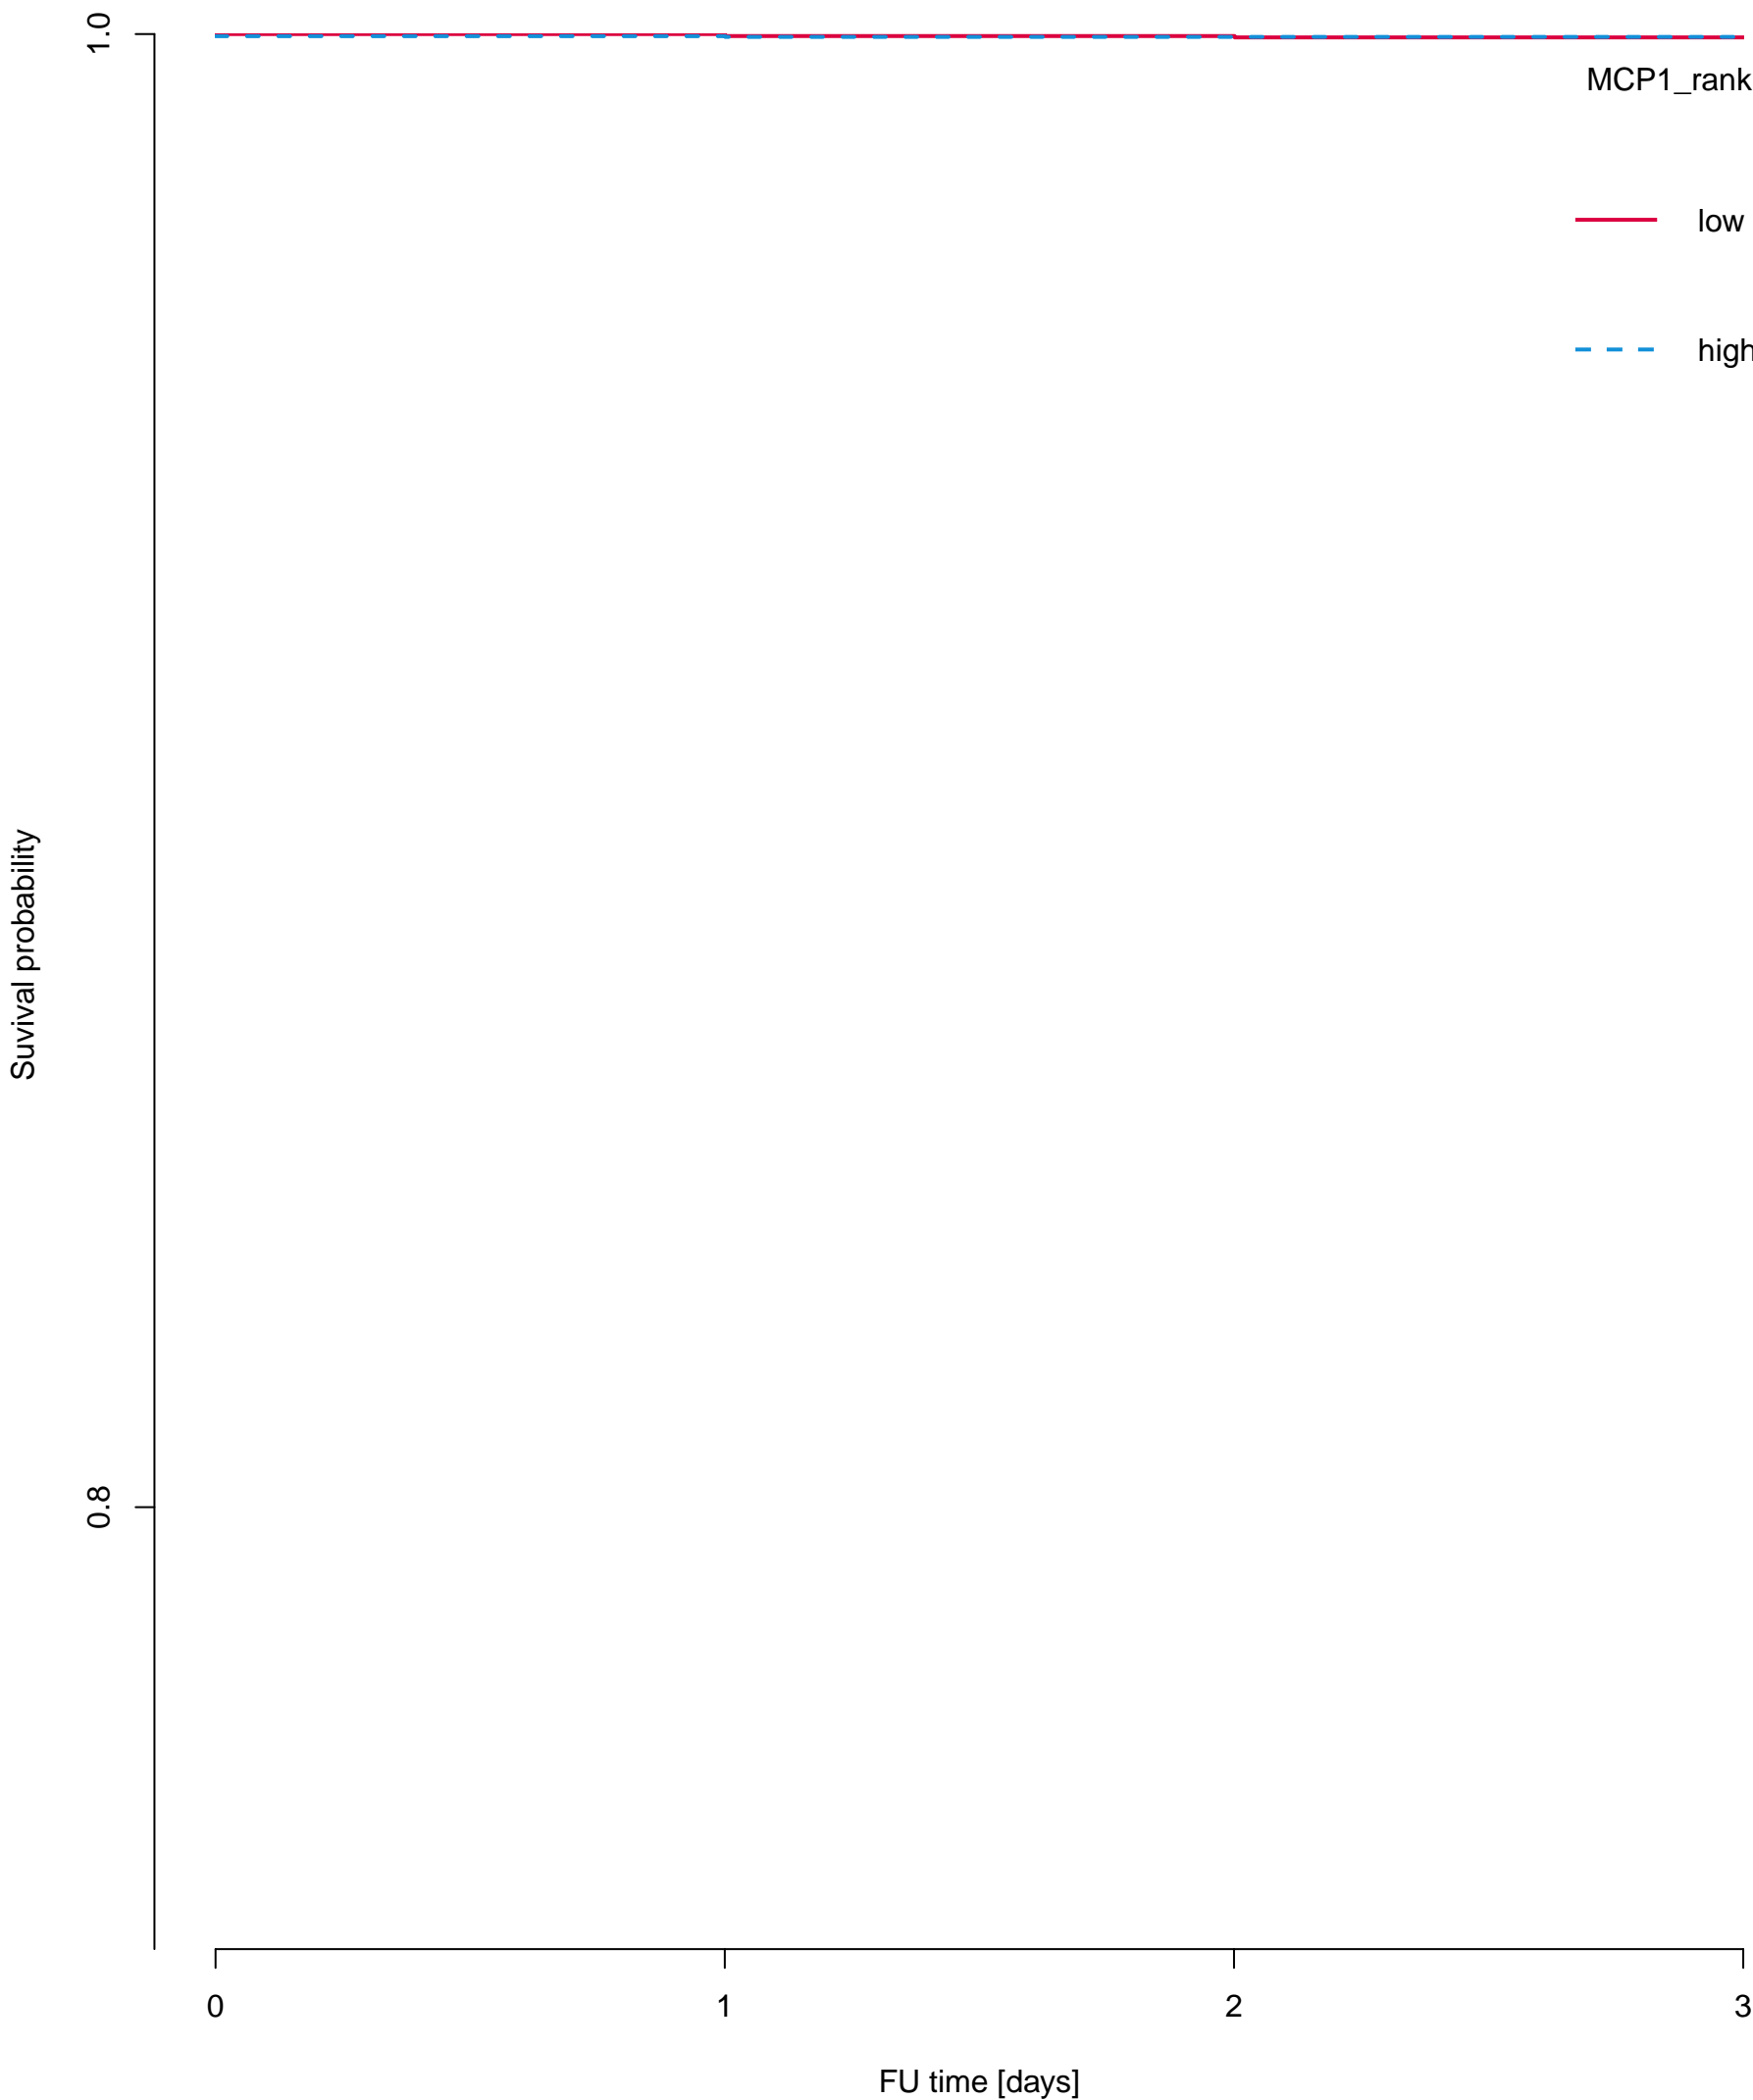 1.0
MCP1_rank
low
high
Suvival probability
0.8
0 1 2 3
FU time [days]